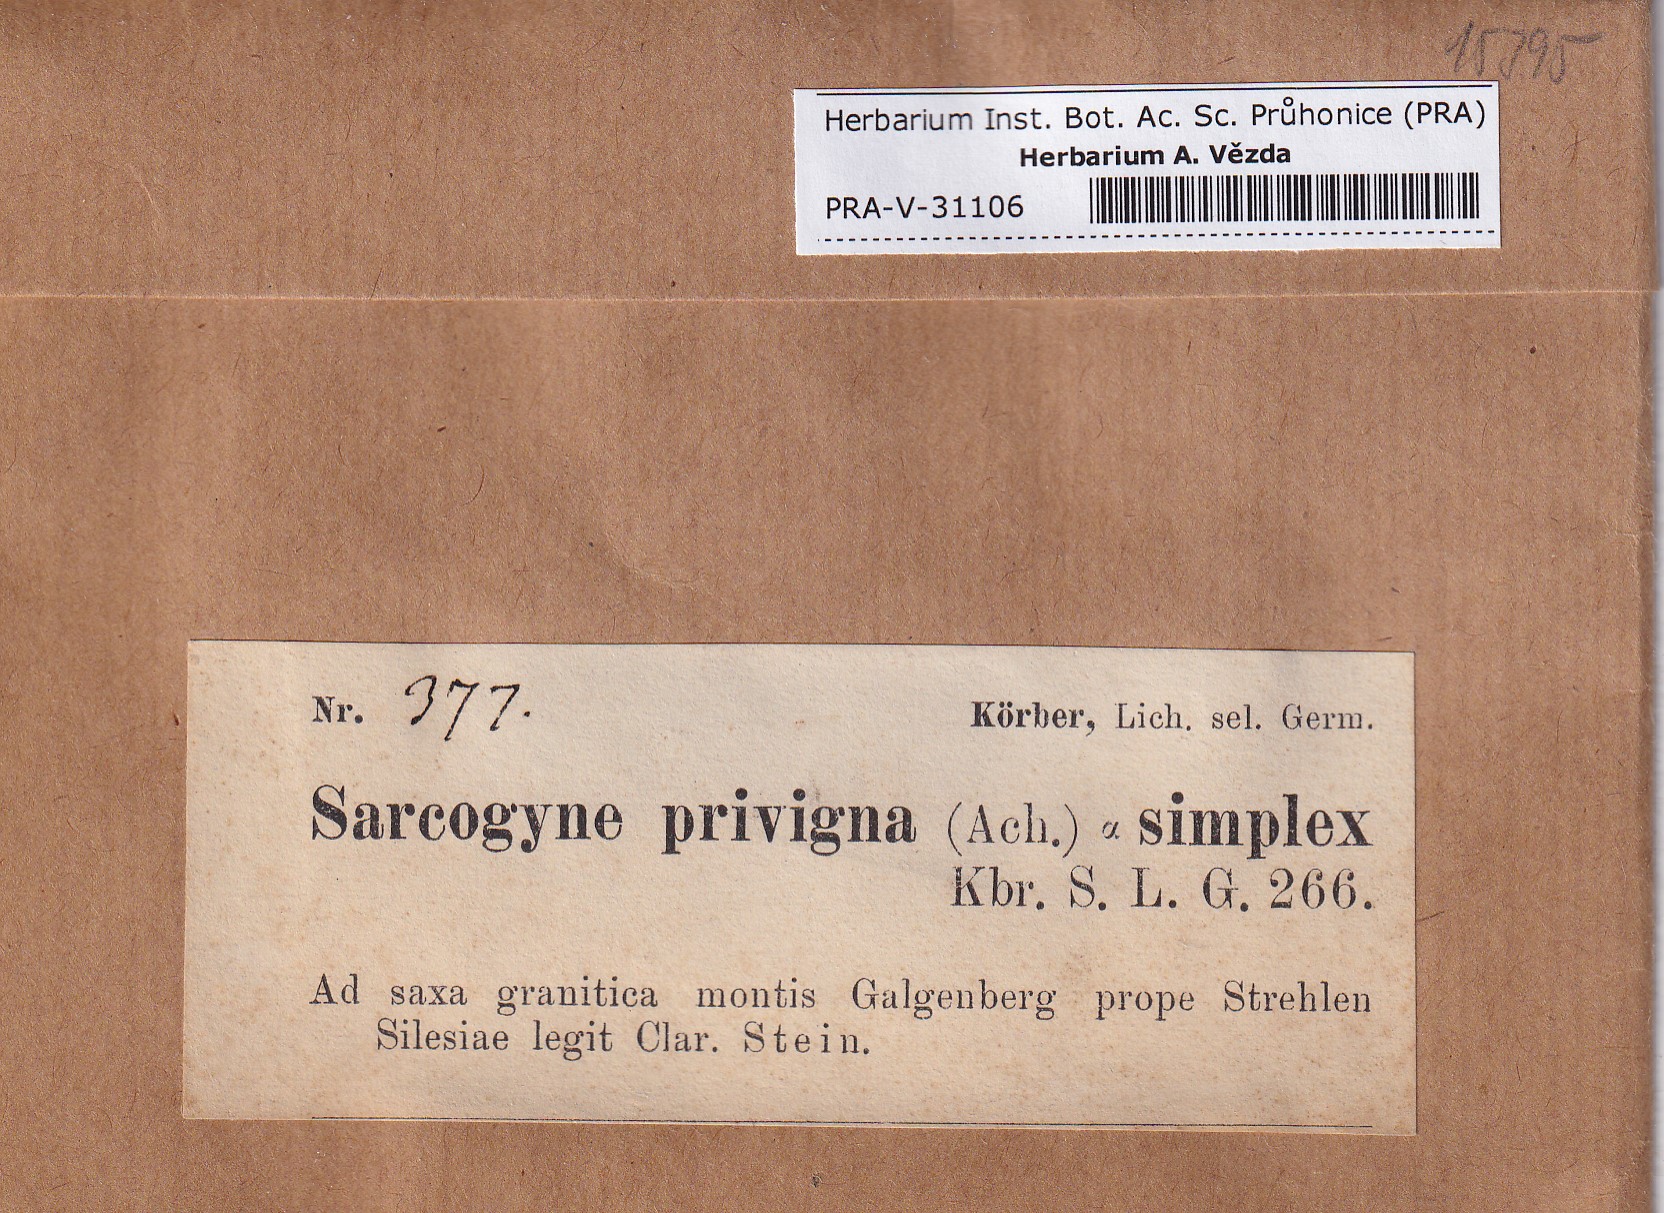 15795
Herbarium Inst. Bot. Ac. Sc. Průhonice (PRA)
Herbarium A. Vězda
PRA-V-31106
Nr. 377. Körber, Lich. sel. Germ.
Sarcogyne privigna (Ach.) α simplex
Kbr. S. L. G. 266.
Ad saxa granitica montis Galgenberg prope Strehlen
Silesiae legit Clar. Stein.